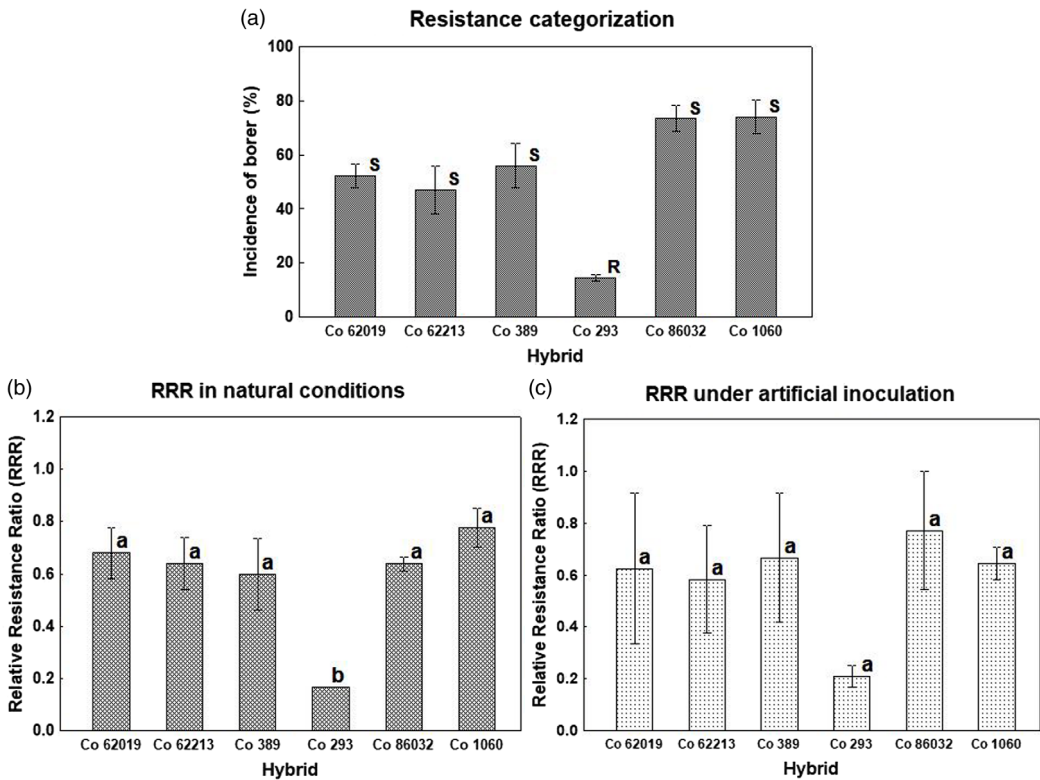 (a)
Resistance categorization
Incidence of borer (%)
100
80
60
40
20
0
S
S
S
R
S
S
Co 62019 Co 62213 Co 389 Co 293 Co 86032 Co 1060
Hybrid
(b)
RRR in natural conditions
Relative Resistance Ratio (RRR)
1.2
1.0
0.8
0.6
0.4
0.2
0.0
a
a
a
b
a
a
Co 62019 Co 62213 Co 389 Co 293 Co 86032 Co 1060
Hybrid
(c)
RRR under artificial inoculation
Relative Resistance Ratio (RRR)
1.2
1.0
0.8
0.6
0.4
0.2
0.0
a
a
a
a
a
a
Co 62019 Co 62213 Co 389 Co 293 Co 86032 Co 1060
Hybrid